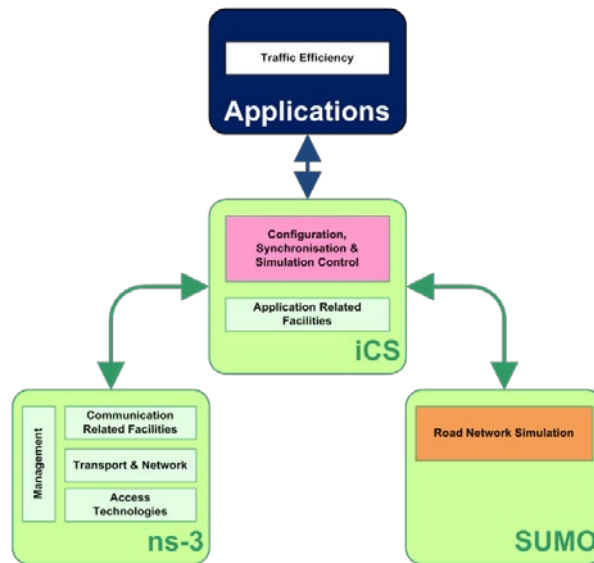 Traffic Efficiency
Applications
Configuration,
Synchronisation &
Simulation Control
Application Related
Facilities
iCS
Management
Communication
Related Facilities
Transport & Network
Access
Technologies
ns-3
Road Network Simulation
SUMO